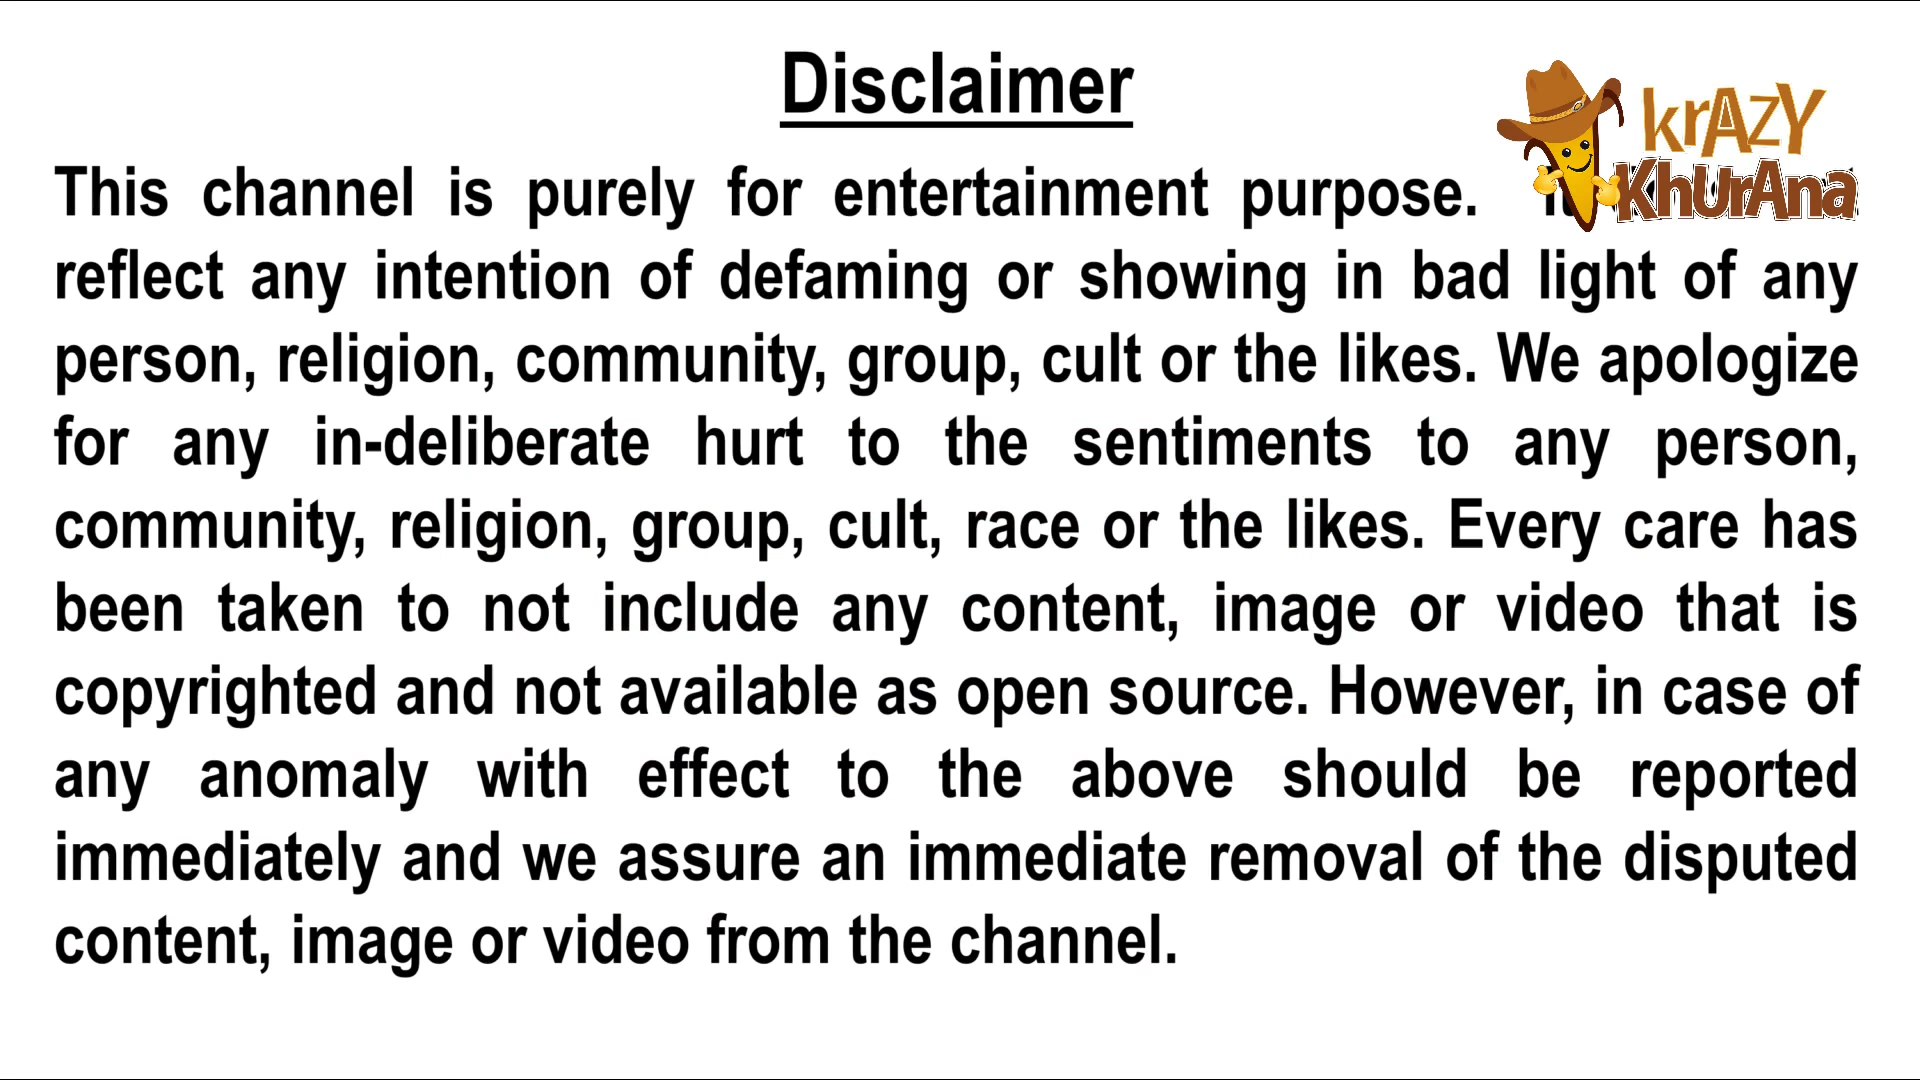 Disclaimer
krAzY
KhUrAna
This channel is purely for entertainment purpose. It
reflect any intention of defaming or showing in bad light of any
person, religion, community, group, cult or the likes. We apologize
for any in-deliberate hurt to the sentiments to any person,
community, religion, group, cult, race or the likes. Every care has
been taken to not include any content, image or video that is
copyrighted and not available as open source. However, in case of
any anomaly with effect to the above should be reported
immediately and we assure an immediate removal of the disputed
content, image or video from the channel.